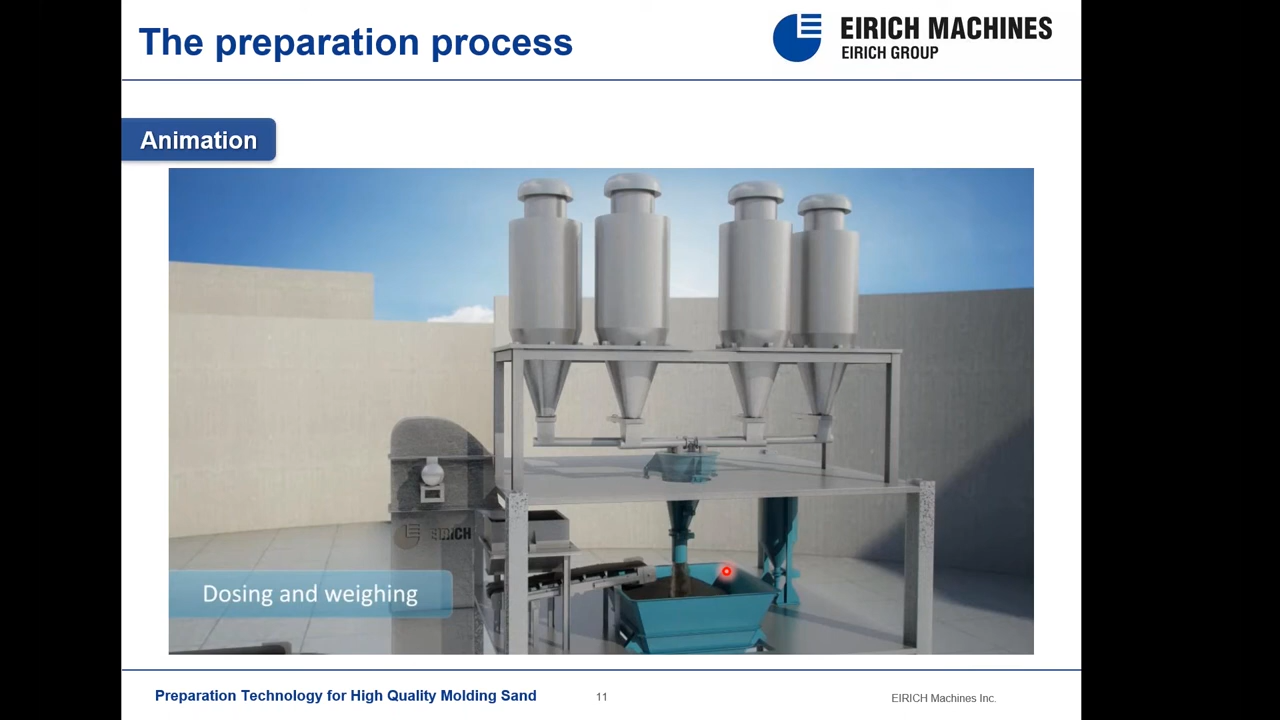 The preparation process
EIRICH MACHINES
EIRICH GROUP
Animation
EIRICH
Dosing and weighing
Preparation Technology for High Quality Molding Sand
11
EIRICH Machines Inc.